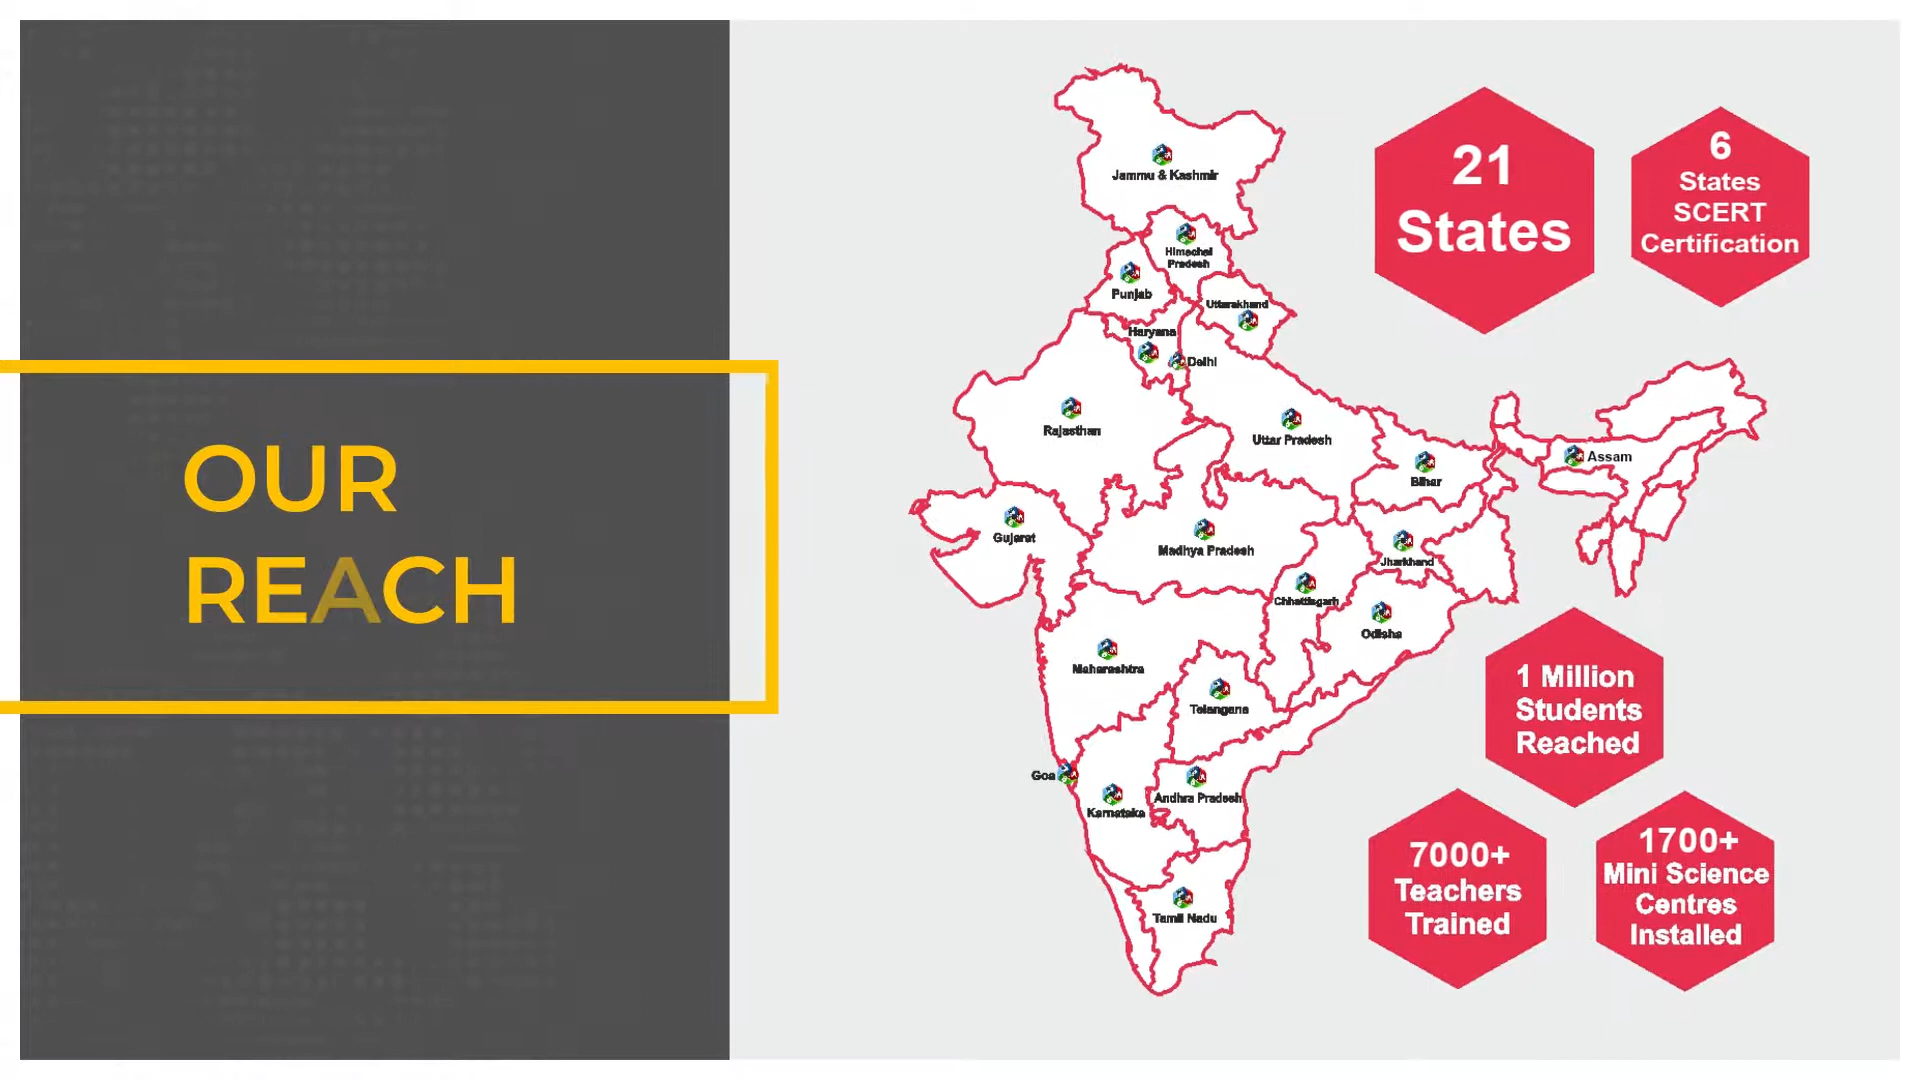 OUR
REACH
Jammu & Kashmir
Himachal
Pradesh
Punjab
Uttarakhand
Haryana
Delhi
Rajasthan
Uttar Pradesh
Bihar
Assam
Gujarat
Madhya Pradesh
Jharkhand
Chhattisgarh
Odisha
Maharashtra
Telangana
Goa
Karnataka
Andhra Pradesh
Tamil Nadu
21
States
6
States
SCERT
Certification
1 Million
Students
Reached
7000+
Teachers
Trained
1700+
Mini Science
Centres
Installed